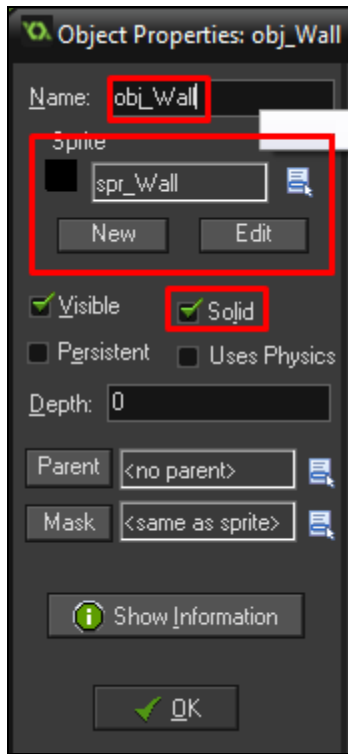 Object Properties: obj_Wall
Name: obj_Wall
Sprite
spr_Wall
New Edit
Visible Solid
Persistent Uses Physics
Depth: 0
Parent <no parent>
Mask <same as sprite>
Show Information
OK